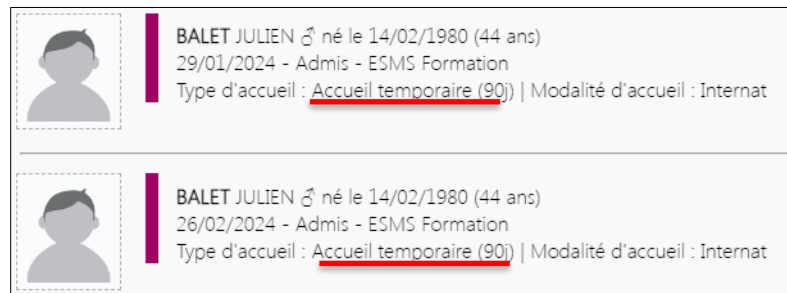 BALET JULIEN ♂ né le 14/02/1980 (44 ans)
29/01/2024 - Admis - ESMS Formation
Type d'accueil : Accueil temporaire (90j) | Modalité d'accueil : Internat
BALET JULIEN ♂ né le 14/02/1980 (44 ans)
26/02/2024 - Admis - ESMS Formation
Type d'accueil : Accueil temporaire (90j) | Modalité d'accueil : Internat